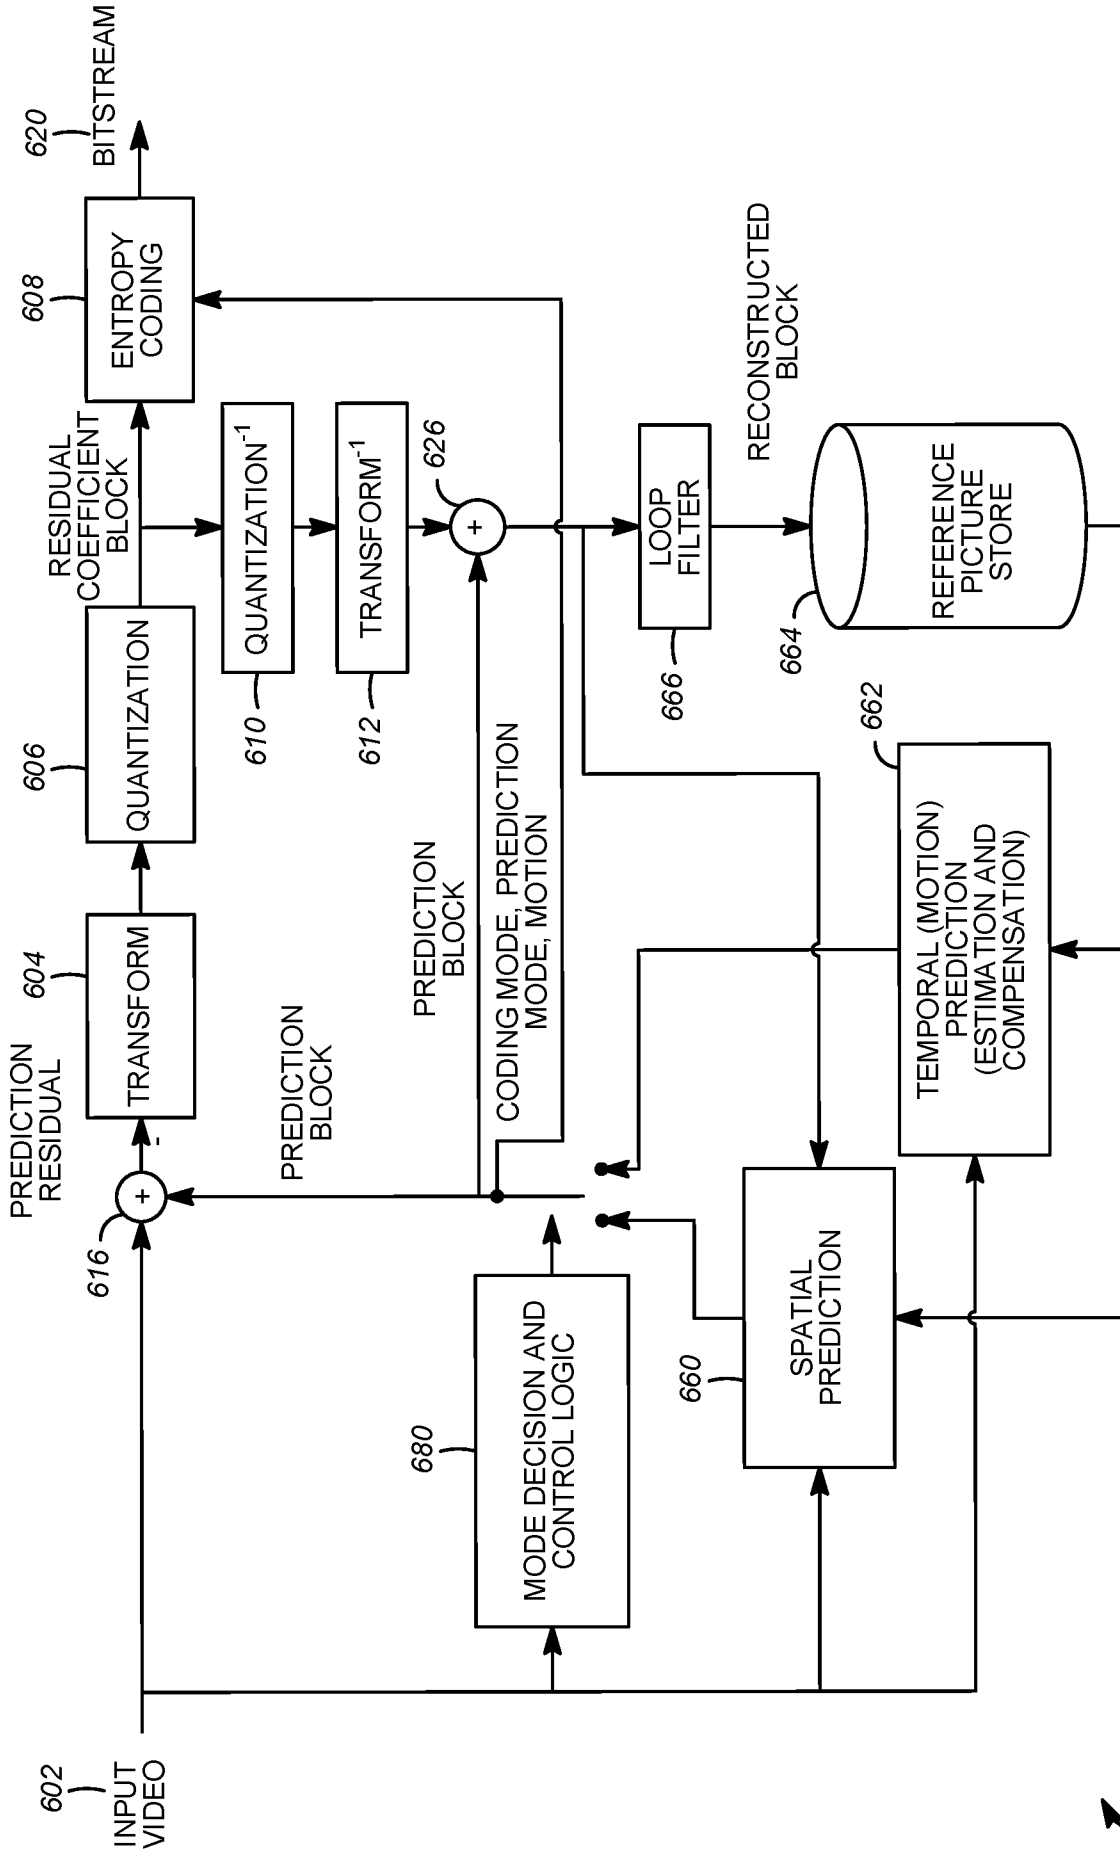 602
INPUT
VIDEO
616
PREDICTION
RESIDUAL
+
-
604
TRANSFORM
606
QUANTIZATION
RESIDUAL
COEFFICIENT
BLOCK
608
ENTROPY
CODING
620
BITSTREAM
PREDICTION
BLOCK
610
QUANTIZATION-1
612
TRANSFORM-1
626
+
PREDICTION
BLOCK
CODING MODE, PREDICTION
MODE, MOTION
680
MODE DECISION AND
CONTROL LOGIC
660
SPATIAL
PREDICTION
662
TEMPORAL (MOTION)
PREDICTION
(ESTIMATION AND
COMPENSATION)
666
LOOP
FILTER
RECONSTRUCTED
BLOCK
664
REFERENCE
PICTURE
STORE